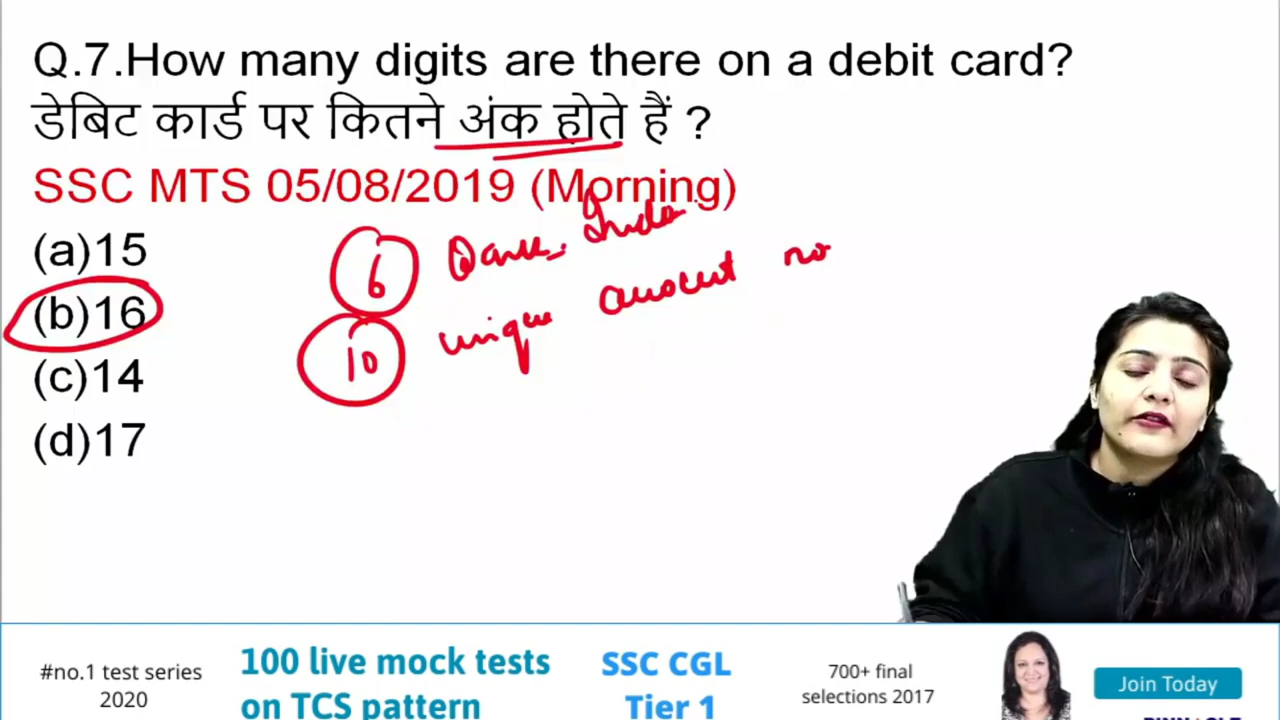 Q.7.How many digits are there on a debit card?
डेबिट कार्ड पर कितने अंक होते हैं ?
SSC MTS 05/08/2019 (Morning)
(a)15
(b)16
(c)14
(d)17
6
10 unique no
#no.1 test series
2020
100 live mock tests
on TCS pattern
SSC CGL
Tier 1
700+ final
selections 2017
Join Today